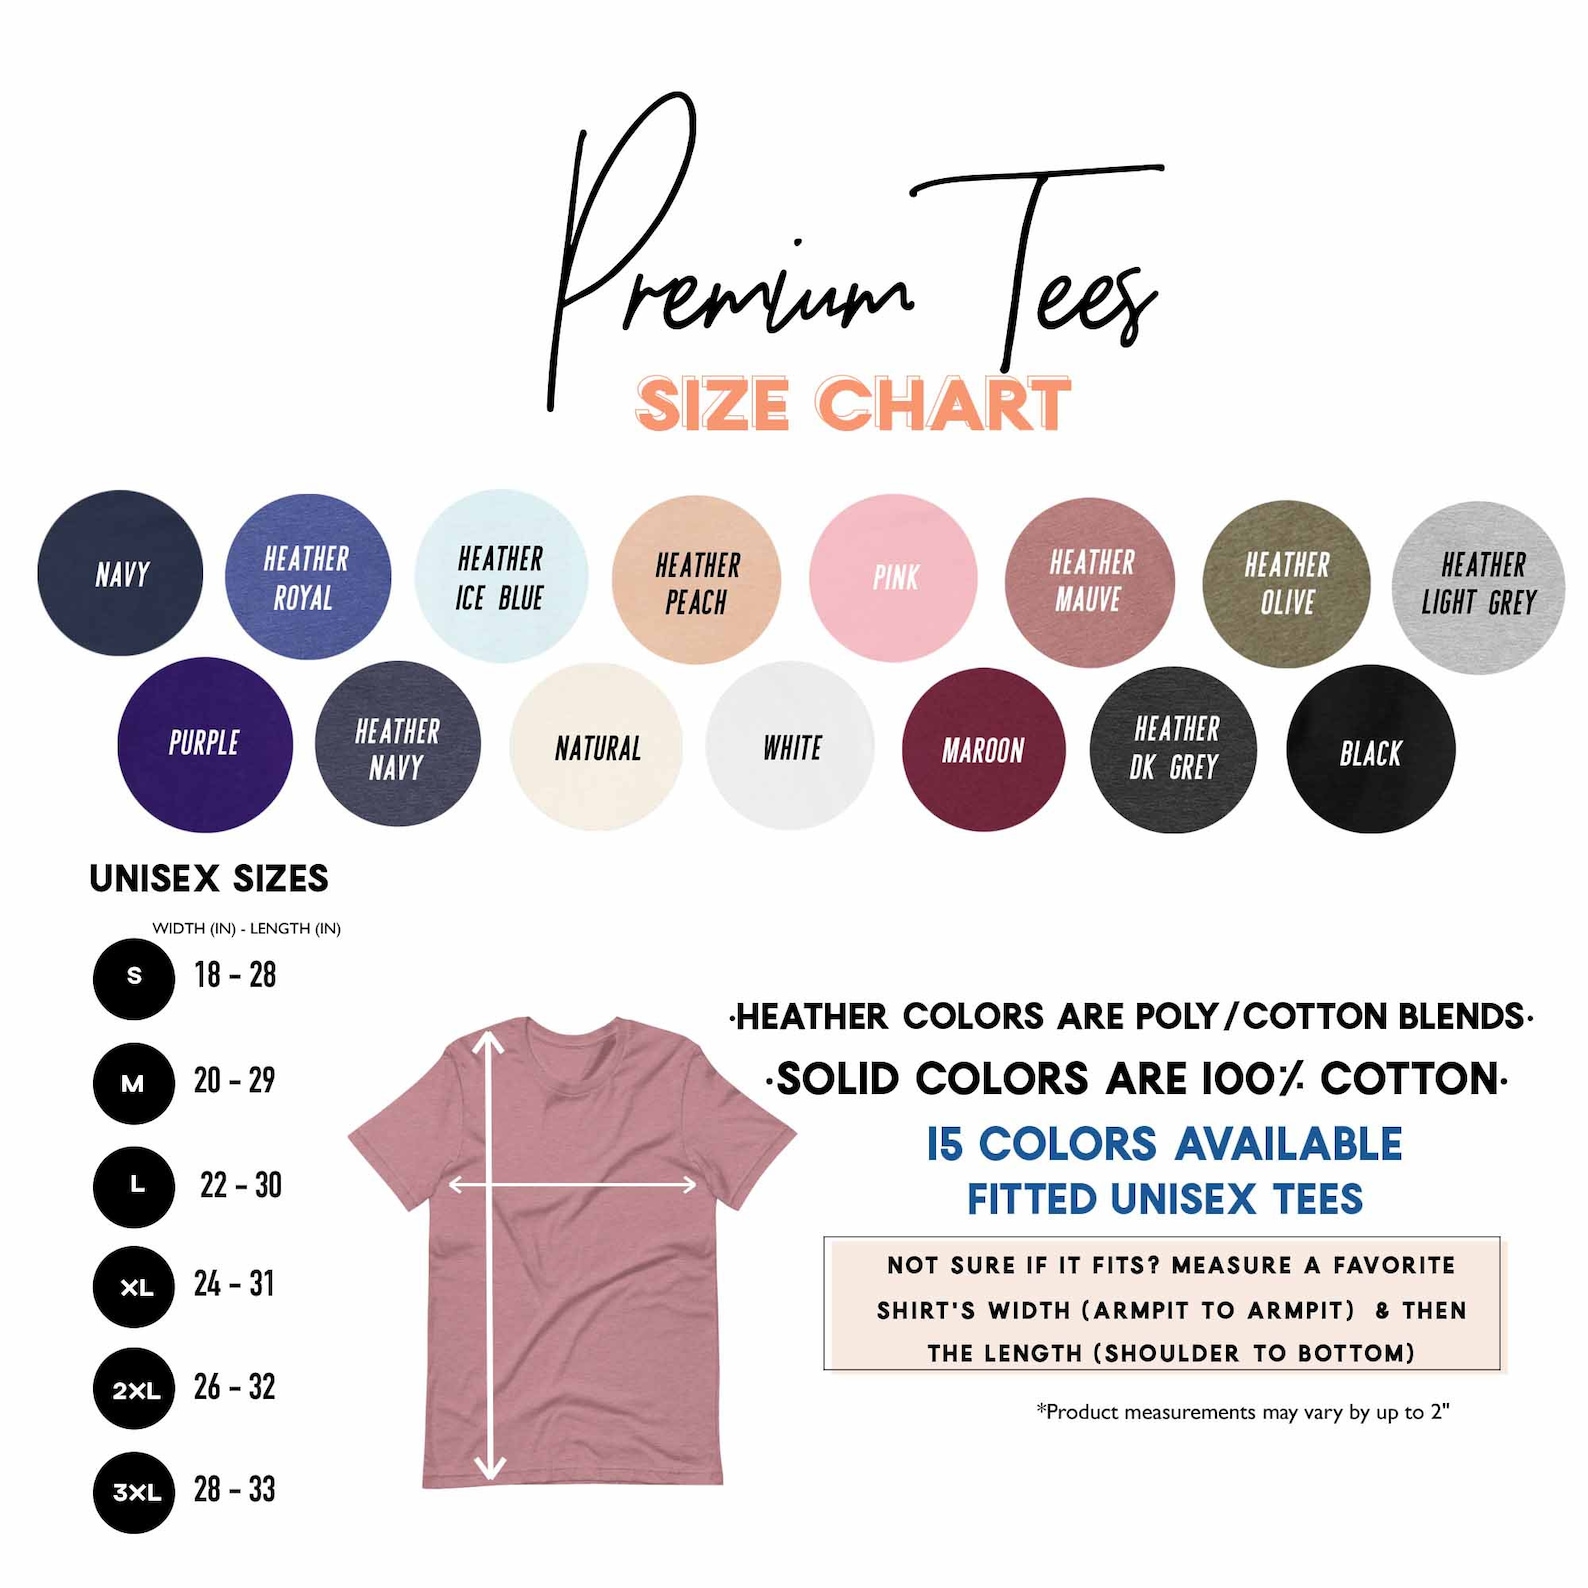 Premium Tees
SIZE CHART
NAVY
HEATHER
ROYAL
HEATHER
ICE BLUE
HEATHER
PEACH
PINK
HEATHER
MAUVE
HEATHER
OLIVE
HEATHER
LIGHT GREY
PURPLE
HEATHER
NAVY
NATURAL
WHITE
MAROON
HEATHER
DK GREY
BLACK
UNISEX SIZES
WIDTH (IN) - LENGTH (IN)
S 18 - 28
M 20 - 29
L 22 - 30
XL 24 - 31
2XL 26 - 32
3XL 28 - 33
·HEATHER COLORS ARE POLY/COTTON BLENDS·
·SOLID COLORS ARE 100% COTTON·
15 COLORS AVAILABLE
FITTED UNISEX TEES
NOT SURE IF IT FITS? MEASURE A FAVORITE
SHIRT'S WIDTH (ARMPIT TO ARMPIT) & THEN
THE LENGTH (SHOULDER TO BOTTOM)
*Product measurements may vary by up to 2"